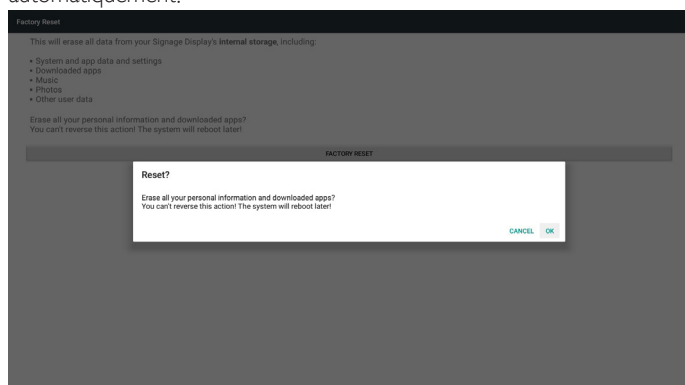 automatiquement.
Factory Reset
This will erase all data from your Signage Display's Internal storage, including:
• System and app data and settings
• Downloaded apps
• Music
• Photos
• Other user data
Erase all your personal information and downloaded apps?
You can't reverse this action! The system will reboot later!
FACTORY RESET
Reset?
Erase all your personal information and downloaded apps?
You can't reverse this action! The system will reboot later!
CANCEL OK